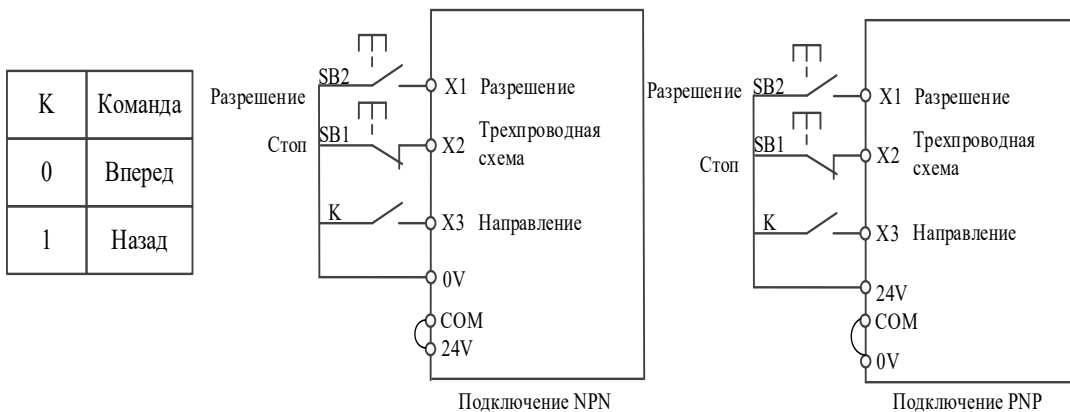 K Команда
0 Вперед
1 Назад
Разрешение
SB2
X1 Разрешение
Стоп
SB1
X2 Трехпроводная
схема
K
X3 Направление
0V
COM
24V
Подключение NPN
Разрешение
SB2
X1 Разрешение
Стоп
SB1
X2 Трехпроводная
схема
K
X3 Направление
24V
COM
0V
Подключение PNP